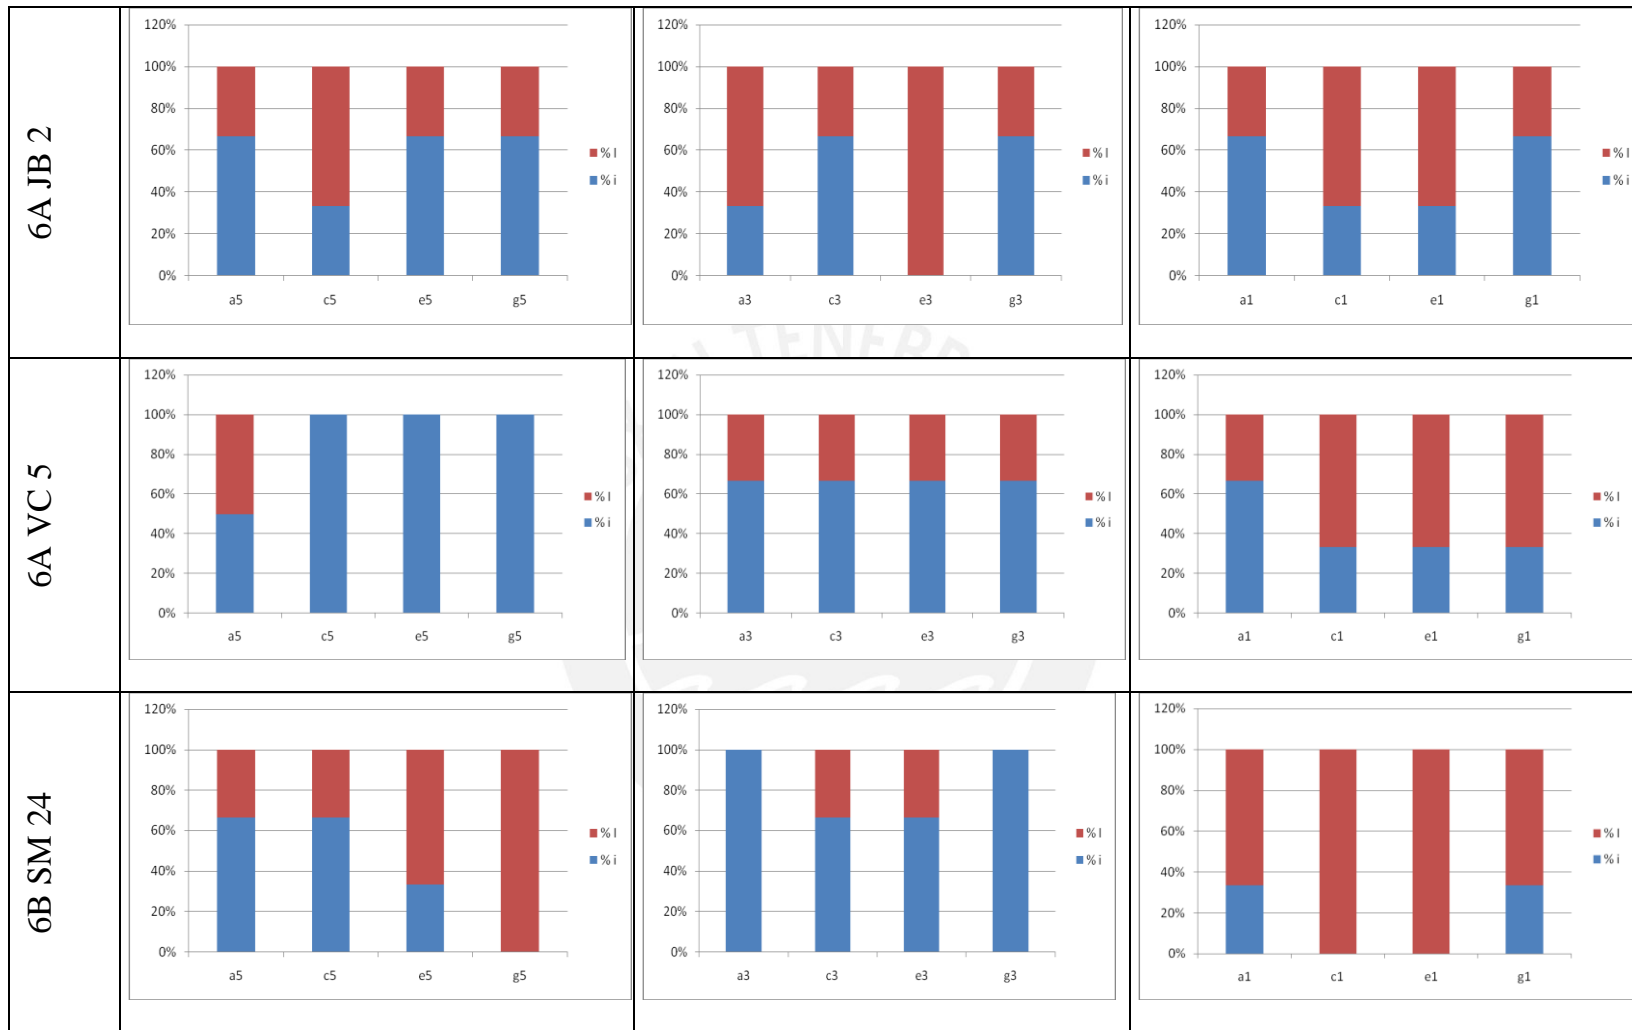 6A JB 2
120%
100%
80%
60%
40%
20%
0%
a5 c5 e5 g5
% I
% i
120%
100%
80%
60%
40%
20%
0%
a3 c3 e3 g3
% I
% i
120%
100%
80%
60%
40%
20%
0%
a1 c1 e1 g1
% I
% i
TENEBR
6A VC 5
120%
100%
80%
60%
40%
20%
0%
a5 c5 e5 g5
% I
% i
120%
100%
80%
60%
40%
20%
0%
a3 c3 e3 g3
% I
% i
120%
100%
80%
60%
40%
20%
0%
a1 c1 e1 g1
% I
% i
6B SM 24
120%
100%
80%
60%
40%
20%
0%
a5 c5 e5 g5
% I
% i
120%
100%
80%
60%
40%
20%
0%
a3 c3 e3 g3
% I
% i
120%
100%
80%
60%
40%
20%
0%
a1 c1 e1 g1
% I
% i